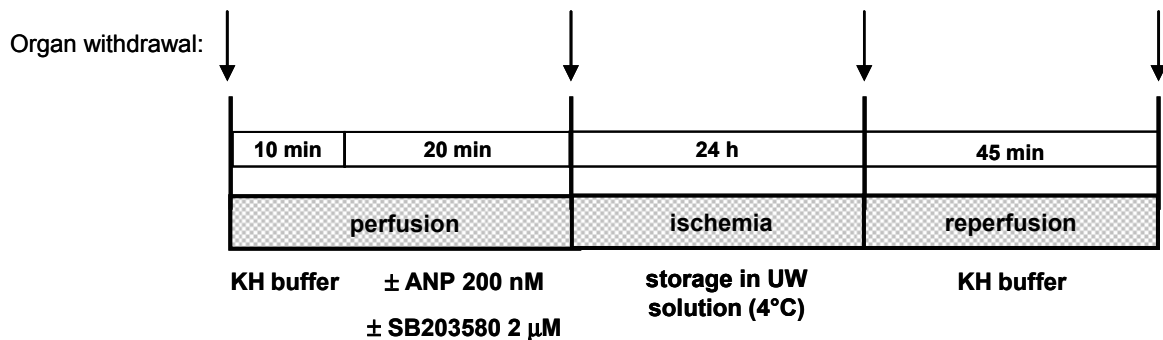 Organ withdrawal:
10 min 20 min 24 h 45 min
perfusion ischemia reperfusion
KH buffer ± ANP 200 nM storage in UW KH buffer
solution (4°C)
± SB203580 2 μM